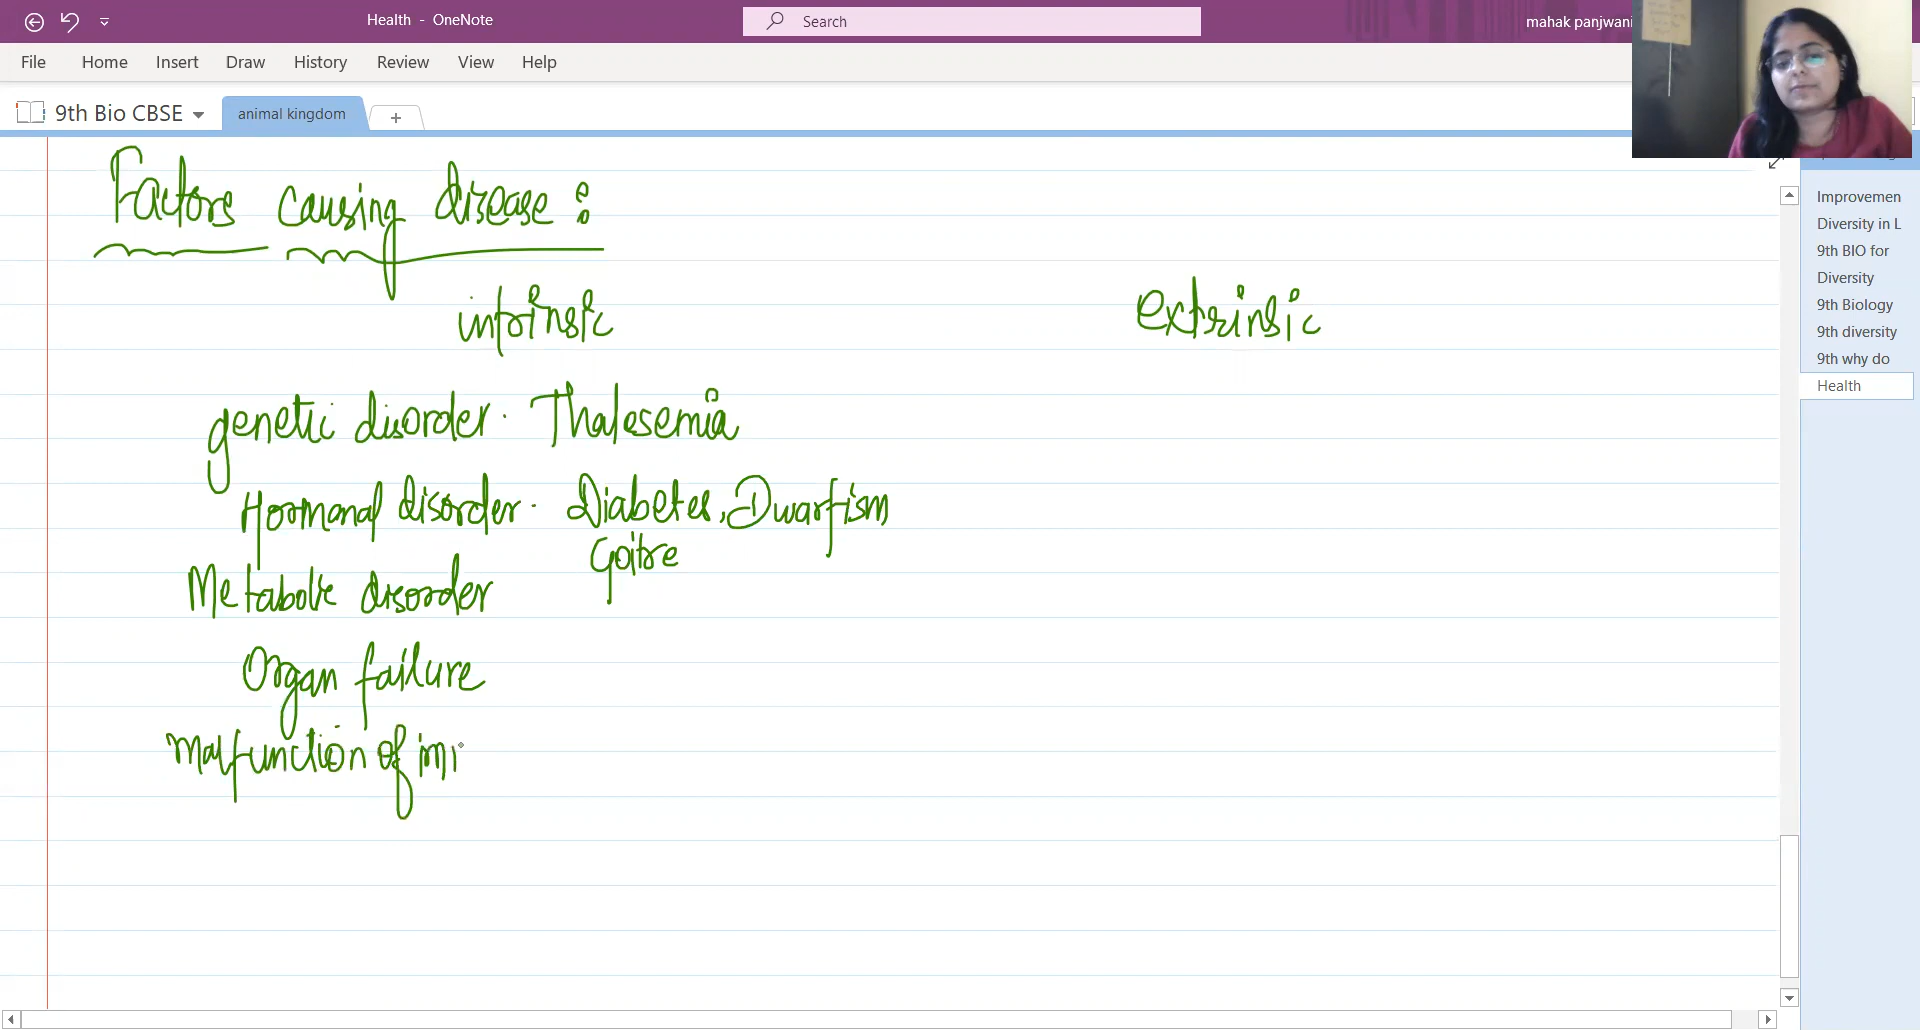 Health - OneNote
Search
mahak panjwani
File Home Insert Draw History Review View Help
9th Bio CBSE
animal kingdom
+
Factors causing disease :
intrinsic
extrinsic
genetic disorder - Thalesemia
Hormonal disorder - Diabetes, Dwarfism
Goitre
Metabolic disorder
Organ failure
Malfunction of im
Improvemen
Diversity in L
9th BIO for
Diversity
9th Biology
9th diversity
9th why do
Health